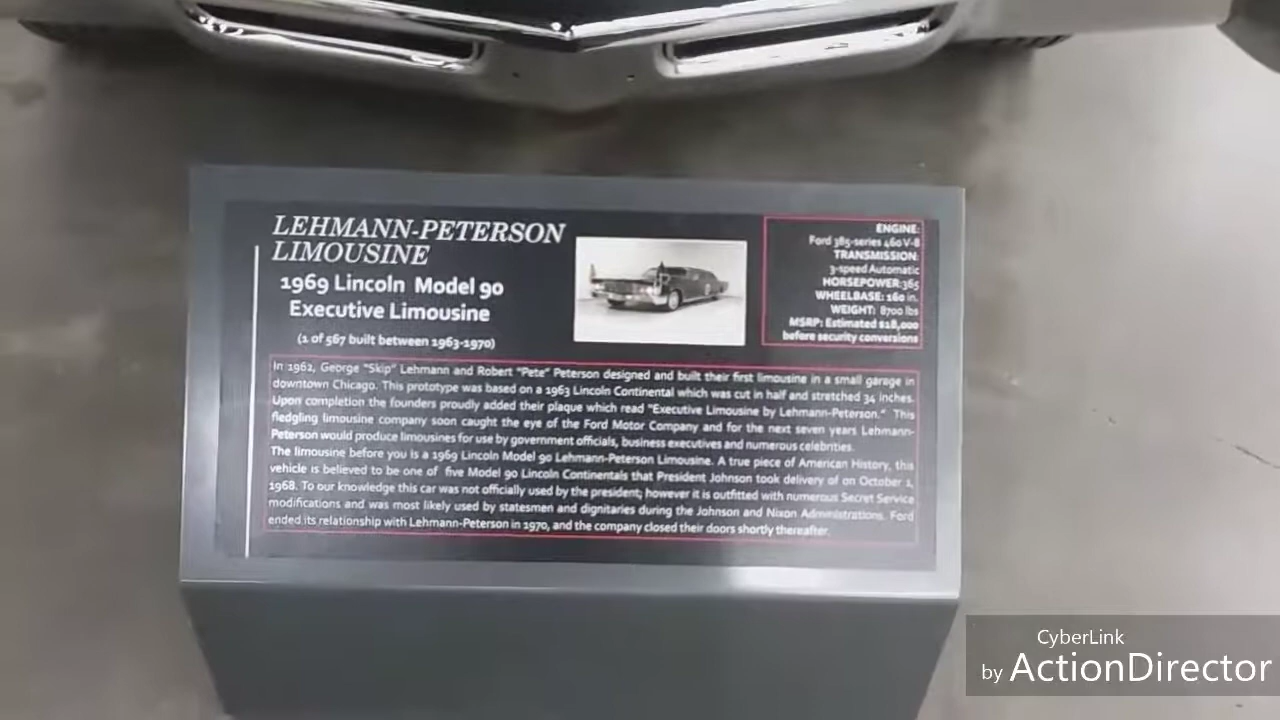 LEHMANN-PETERSON
LIMOUSINE
1969 Lincoln Model 90
Executive Limousine
(1 of 567 built between 1963-1970)
ENGINE:
Ford 385-series 460 V-8
TRANSMISSION:
3-speed Automatic
HORSEPOWER:365
WHEELBASE: 160 in.
WEIGHT: 8700 lbs
MSRP: Estimated $18,000
before security conversions
In 1962, George "Skip" Lehmann and Robert "Pete" Peterson designed and built their first limousine in a small garage in
downtown Chicago. This prototype was based on a 1963 Lincoln Continental which was cut in half and stretched 34 inches.
Upon completion the founders proudly added their plaque which read "Executive Limousine by Lehmann-Peterson." This
fledgling limousine company soon caught the eye of the Ford Motor Company and for the next seven years Lehmann-
Peterson would produce limousines for use by government officials, business executives and numerous celebrities.
The limousine before you is a 1969 Lincoln Model 90 Lehmann-Peterson Limousine. A true piece of American History, this
vehicle is believed to be one of five Model 90 Lincoln Continentals that President Johnson took delivery of on October 1,
1968. To our knowledge this car was not officially used by the president; however it is outfitted with numerous Secret Service
modifications and was most likely used by statesmen and dignitaries during the Johnson and Nixon Administrations. Ford
ended its relationship with Lehmann-Peterson in 1970, and the company closed their doors shortly thereafter.
CyberLink
by ActionDirector